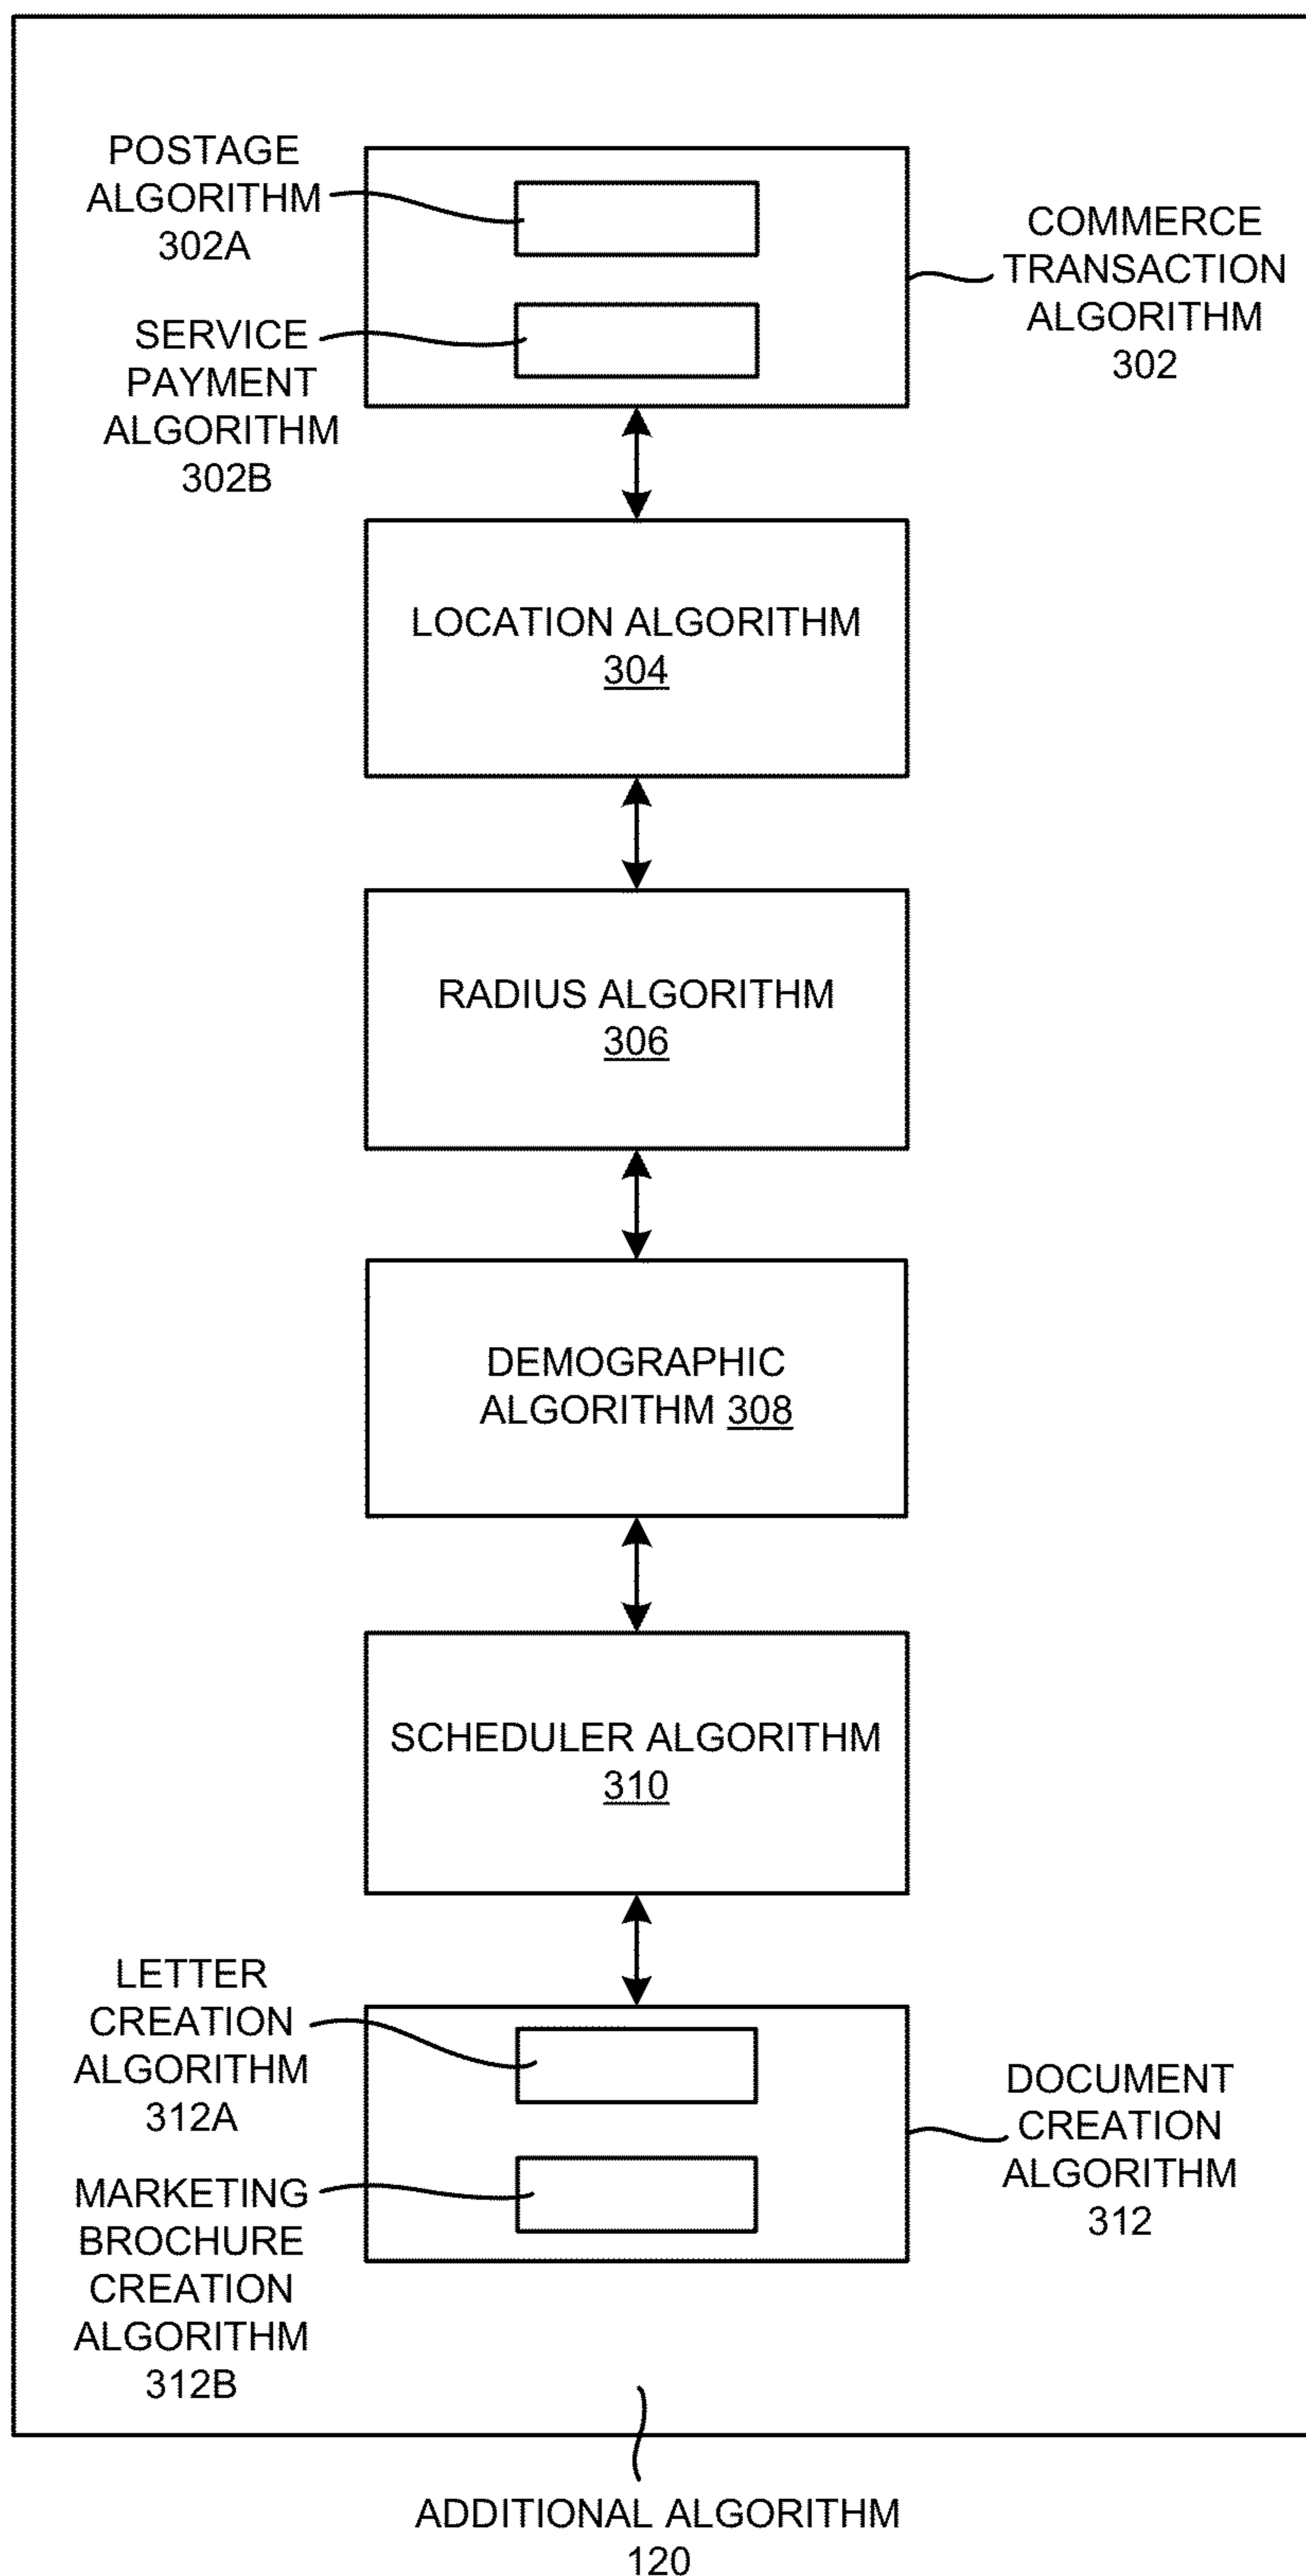 POSTAGE
ALGORITHM
302A
COMMERCE
TRANSACTION
ALGORITHM
302
SERVICE
PAYMENT
ALGORITHM
302B
LOCATION ALGORITHM
304
RADIUS ALGORITHM
306
DEMOGRAPHIC
ALGORITHM 308
SCHEDULER ALGORITHM
310
LETTER
CREATION
ALGORITHM
312A
DOCUMENT
CREATION
ALGORITHM
312
MARKETING
BROCHURE
CREATION
ALGORITHM
312B
ADDITIONAL ALGORITHM
120